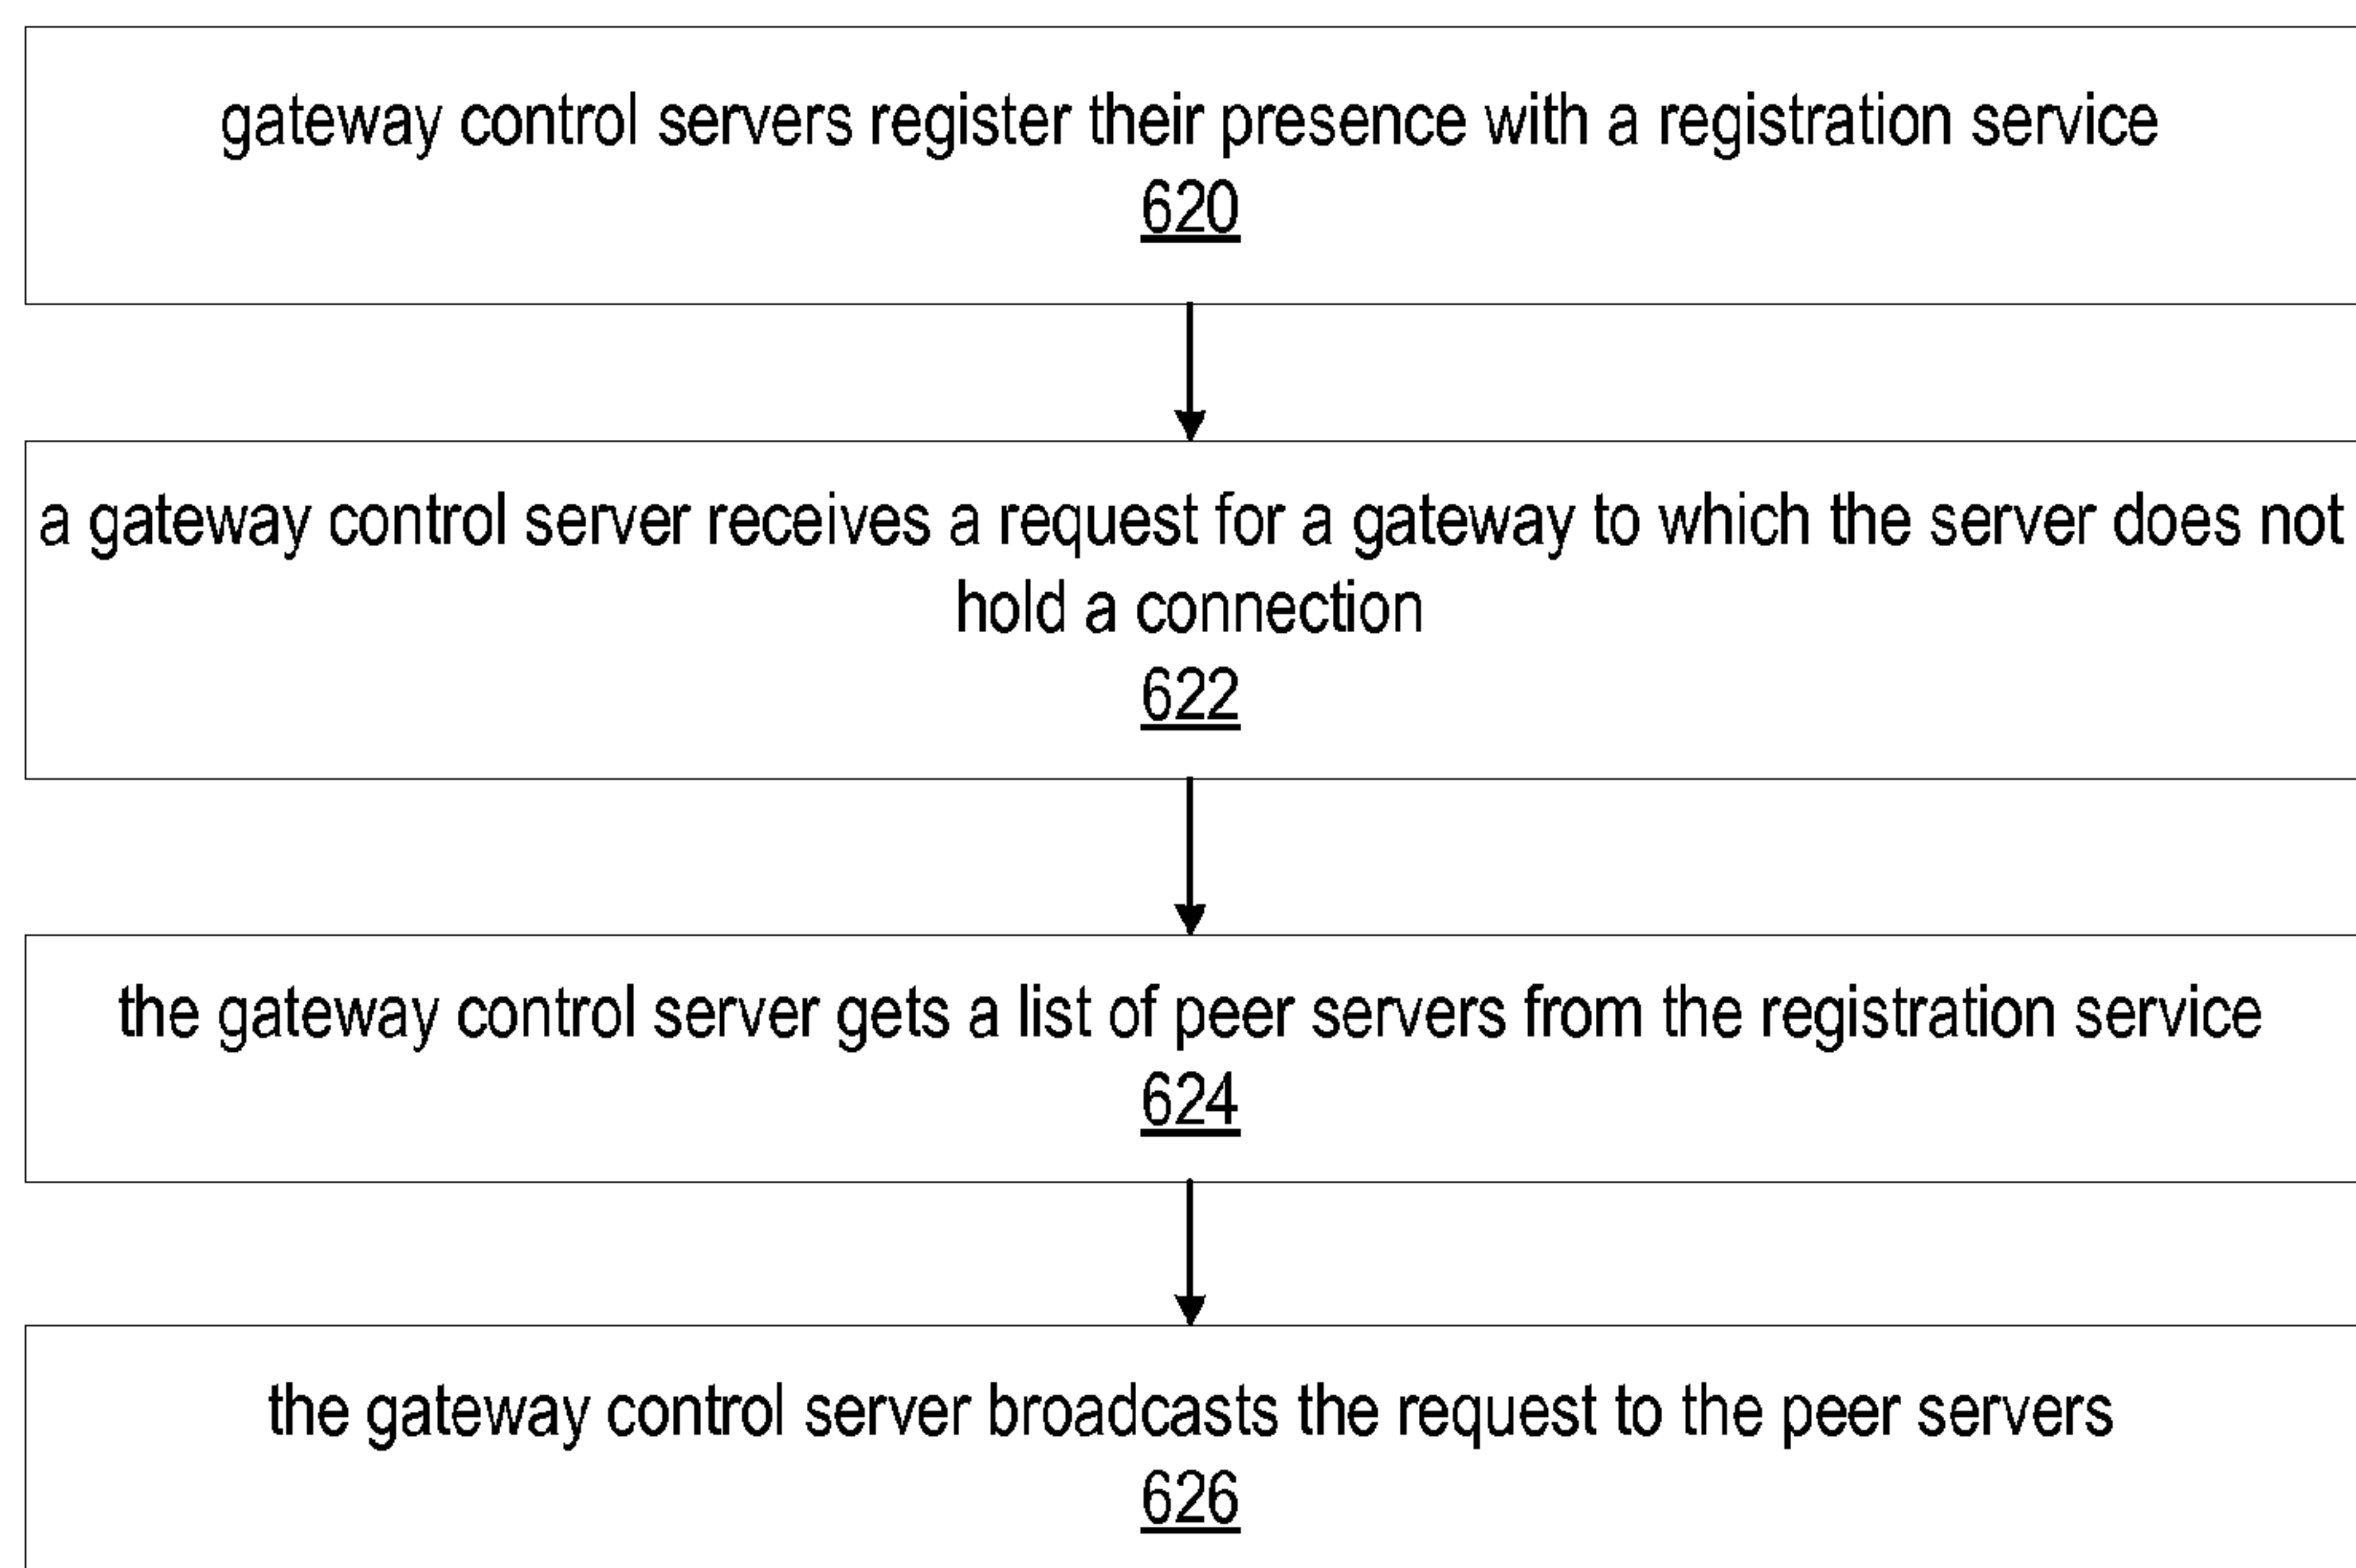 gateway control servers register their presence with a registration service
620
a gateway control server receives a request for a gateway to which the server does not
hold a connection
622
the gateway control server gets a list of peer servers from the registration service
624
the gateway control server broadcasts the request to the peer servers
626